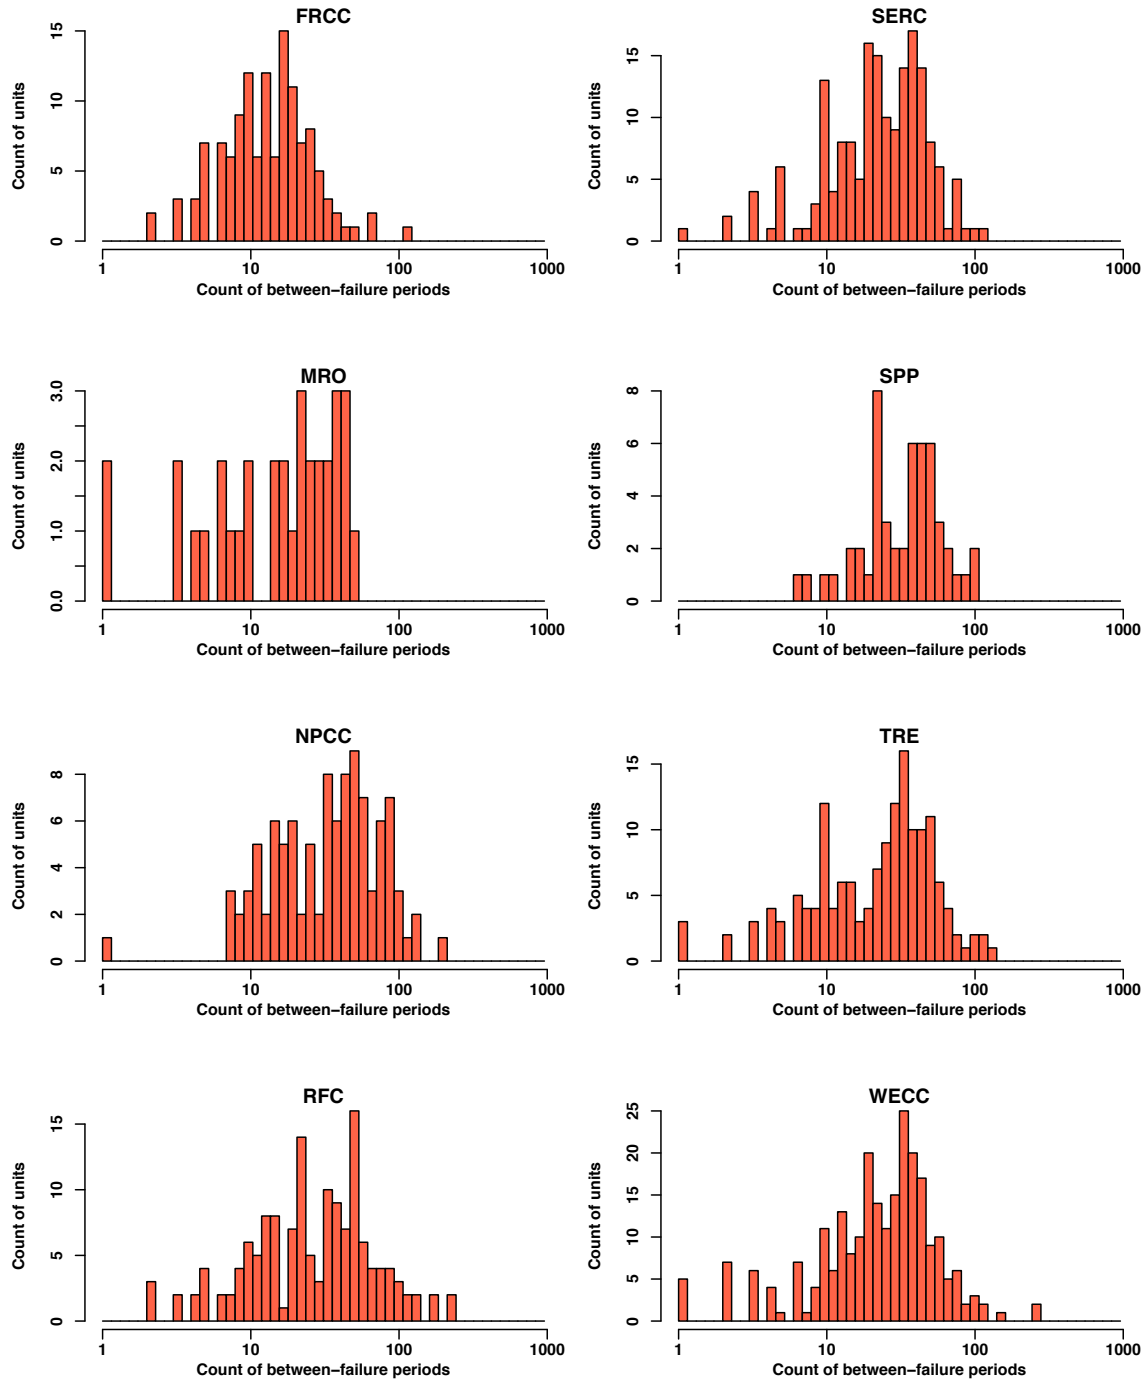 FRCC
Count of units
0 5 10 15
1 10 100 1000
Count of between−failure periods
SERC
Count of units
0 5 10 15
1 10 100 1000
Count of between−failure periods
MRO
Count of units
0.0 1.0 2.0 3.0
1 10 100 1000
Count of between−failure periods
SPP
Count of units
0 2 4 6 8
1 10 100 1000
Count of between−failure periods
NPCC
Count of units
0 2 4 6 8
1 10 100 1000
Count of between−failure periods
TRE
Count of units
0 5 10 15
1 10 100 1000
Count of between−failure periods
RFC
Count of units
0 5 10 15
1 10 100 1000
Count of between−failure periods
WECC
Count of units
0 5 10 15 20 25
1 10 100 1000
Count of between−failure periods